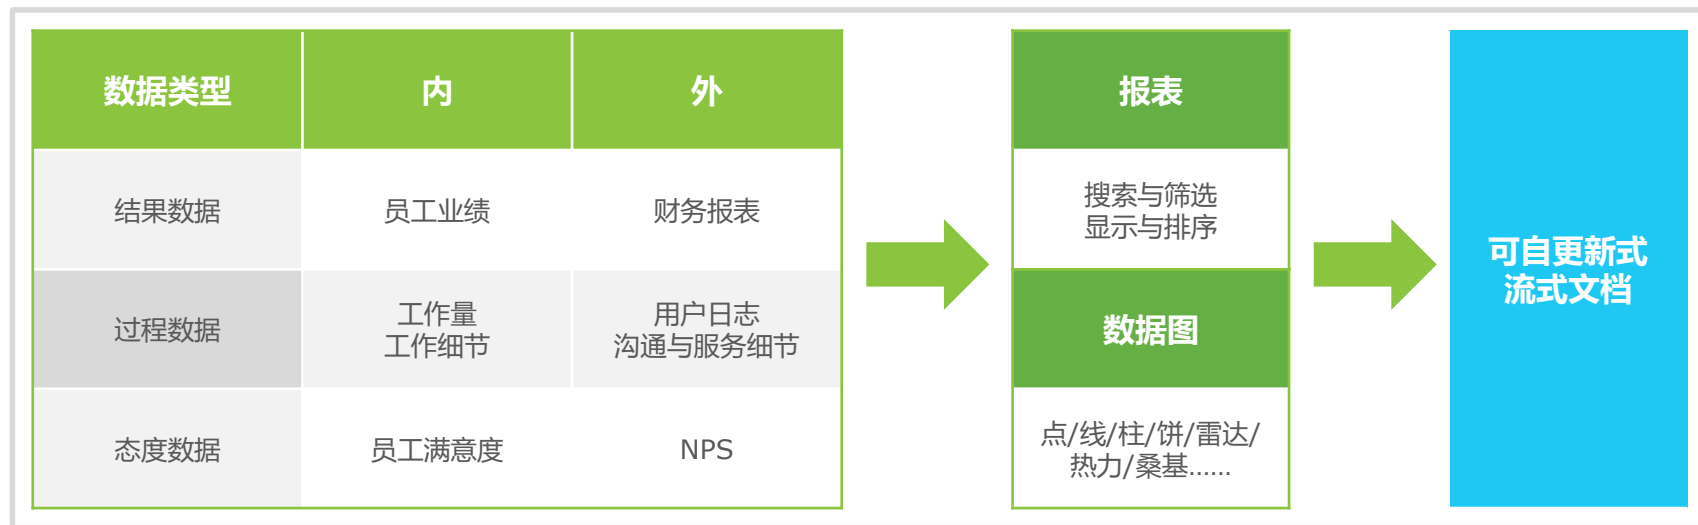 数据类型
内
外
结果数据
员工业绩
财务报表
过程数据
工作量
工作细节
用户日志
沟通与服务细节
态度数据
员工满意度
NPS
报表
搜索与筛选
显示与排序
数据图
点/线/柱/饼/雷达/
热力/桑基......
可自更新式
流式文档